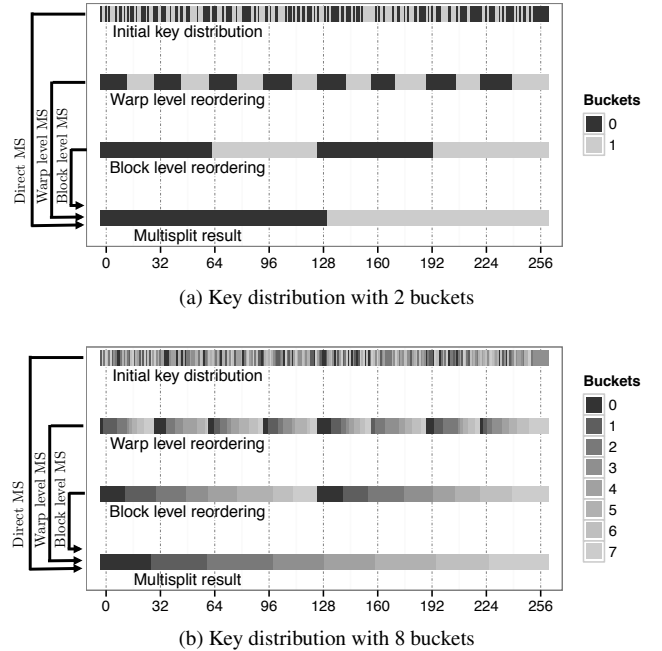 Initial key distribution
Warp level reordering
Block level reordering
Multisplit result
Direct MS
Warp level MS
Block level MS
Buckets
0
1
0 32 64 96 128 160 192 224 256
(a) Key distribution with 2 buckets
Initial key distribution
Warp level reordering
Block level reordering
Multisplit result
Direct MS
Warp level MS
Block level MS
Buckets
0
1
2
3
4
5
6
7
0 32 64 96 128 160 192 224 256
(b) Key distribution with 8 buckets